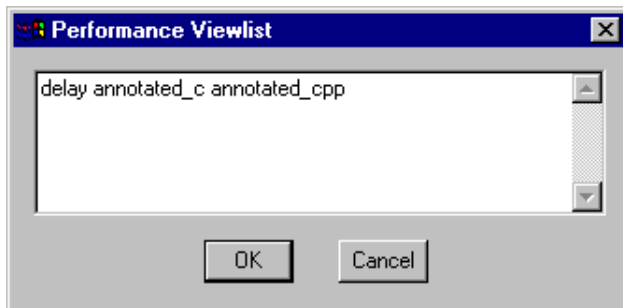 Performance Viewlist
delay annotated_c annotated_cpp
OK
Cancel